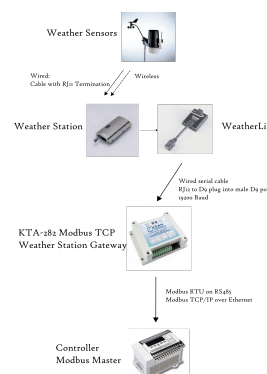 Weather Sensors
Wired:
Cable with RJ11 Termination
Wireless
Weather Station
WeatherLi
Wired serial cable
RJ12 to D9 plug into male D9 po
19200 Baud
KTA-282 Modbus TCP
Weather Station Gateway
Modbus RTU on RS485
Modbus TCP/IP over Ethernet
Controller
Modbus Master